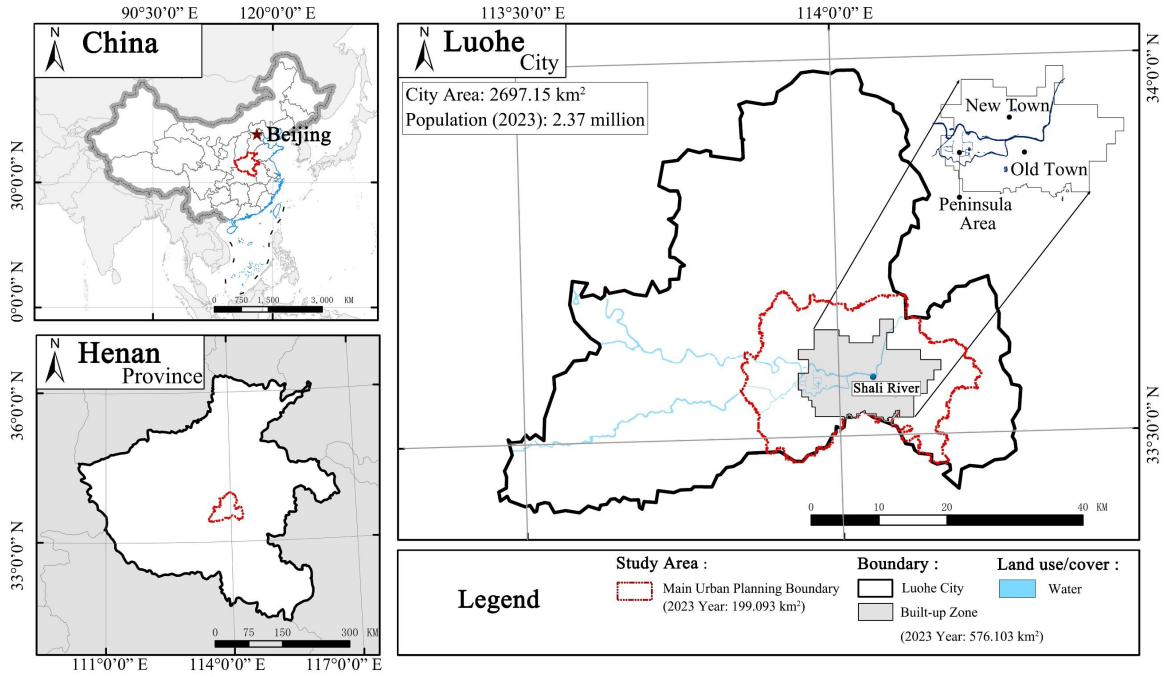 90°30'0'' E
120°0'0'' E
N
China
Beijing
30°0'0'' N
0°0'0'' N
0 750 1,500 3,000 KM
N
Henan
Province
36°0'0'' N
33°0'0'' N
0 75 150 300 KM
111°0'0'' E
114°0'0'' E
117°0'0'' E
113°30'0'' E
114°0'0'' E
N
Luohe
City
City Area: 2697.15 km²
Population (2023): 2.37 million
New Town
Old Town
Peninsula
Area
Shali River
34°0'0'' N
33°30'0'' N
0 10 20 40 KM
Legend
Study Area :
Main Urban Planning Boundary
(2023 Year: 199.093 km²)
Boundary :
Luohe City
Built-up Zone
(2023 Year: 576.103 km²)
Land use/cover :
Water